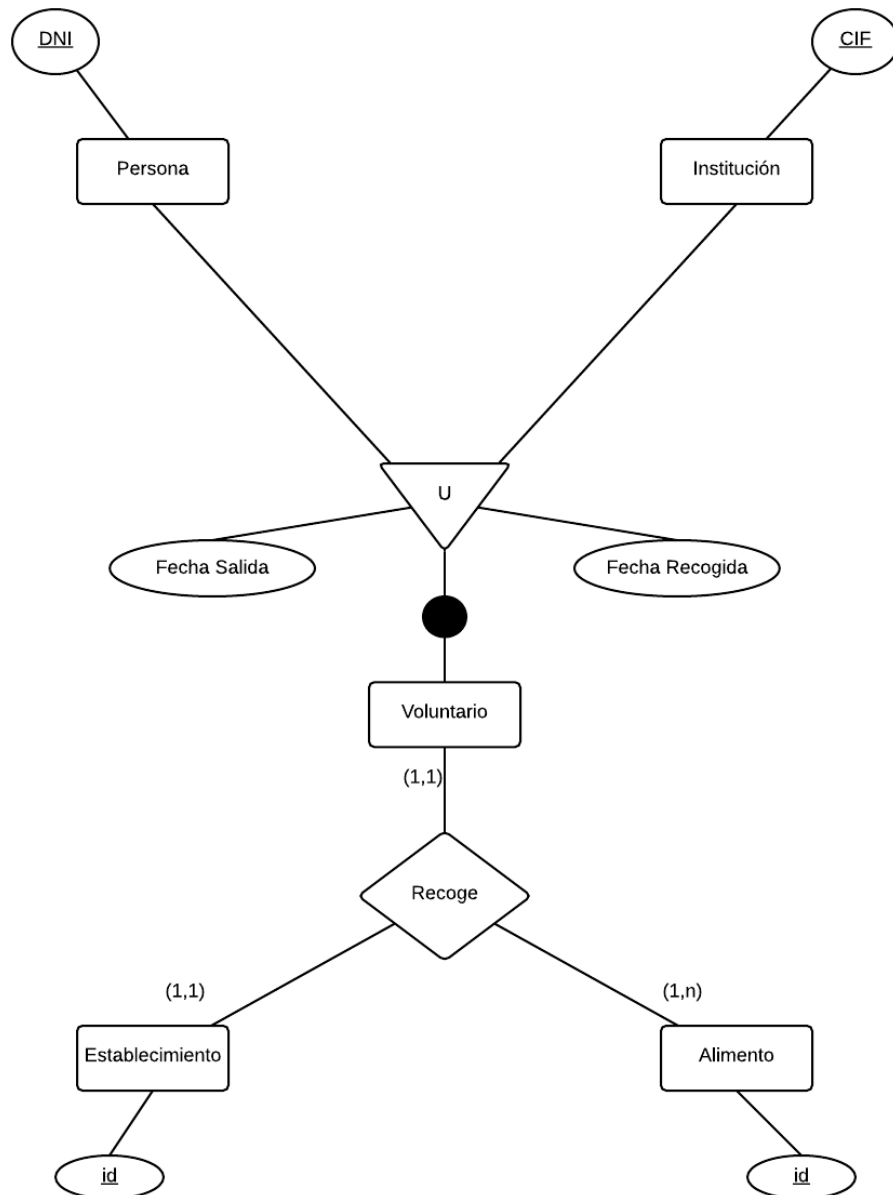 DNI
CIF
Persona
Institución
U
Fecha Salida
Fecha Recogida
Voluntario
(1,1)
Recoge
(1,1)
(1,n)
Establecimiento
Alimento
id
id